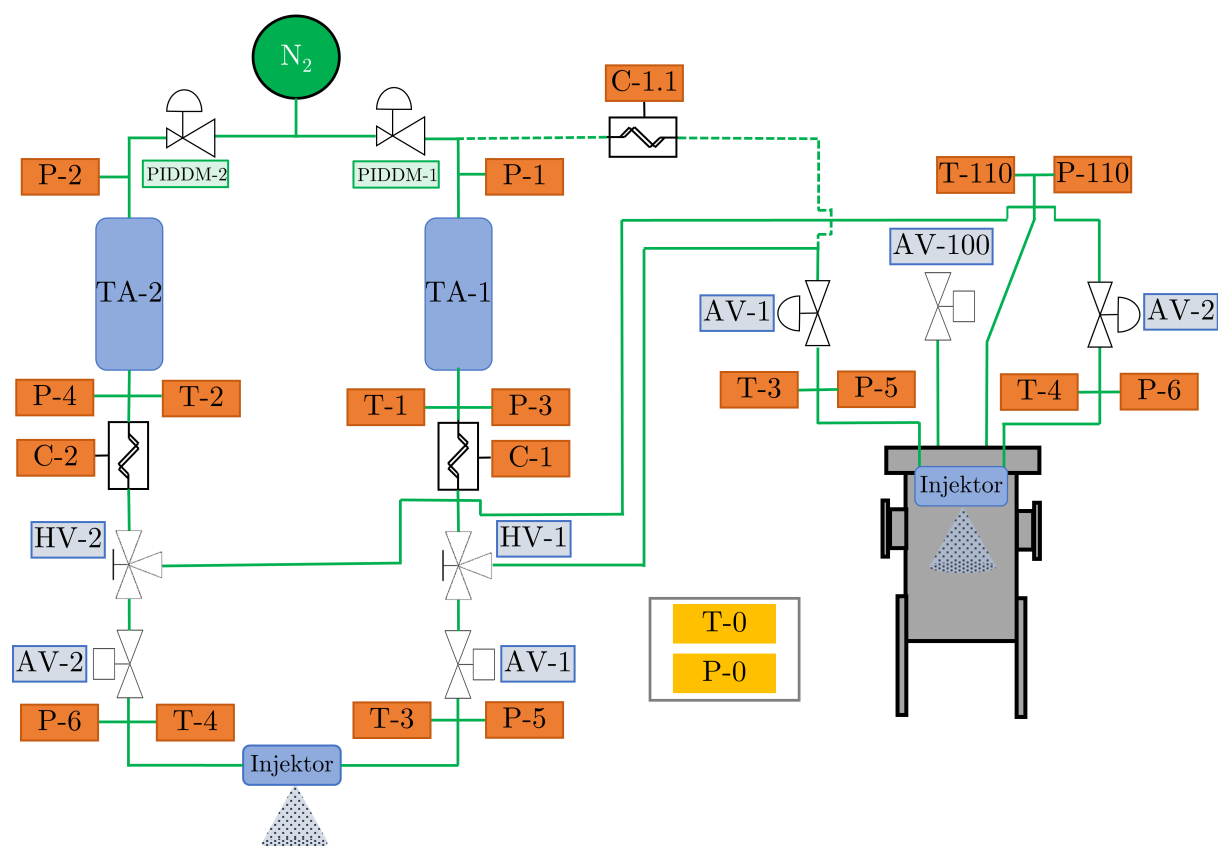 N2
C-1.1
PIDDM-2
PIDDM-1
P-2
P-1
T-110
P-110
TA-2
TA-1
AV-100
AV-1
AV-2
P-4
T-2
T-1
P-3
T-3
P-5
T-4
P-6
C-2
C-1
Injektor
HV-2
HV-1
T-0
P-0
AV-2
AV-1
P-6
T-4
T-3
P-5
Injektor